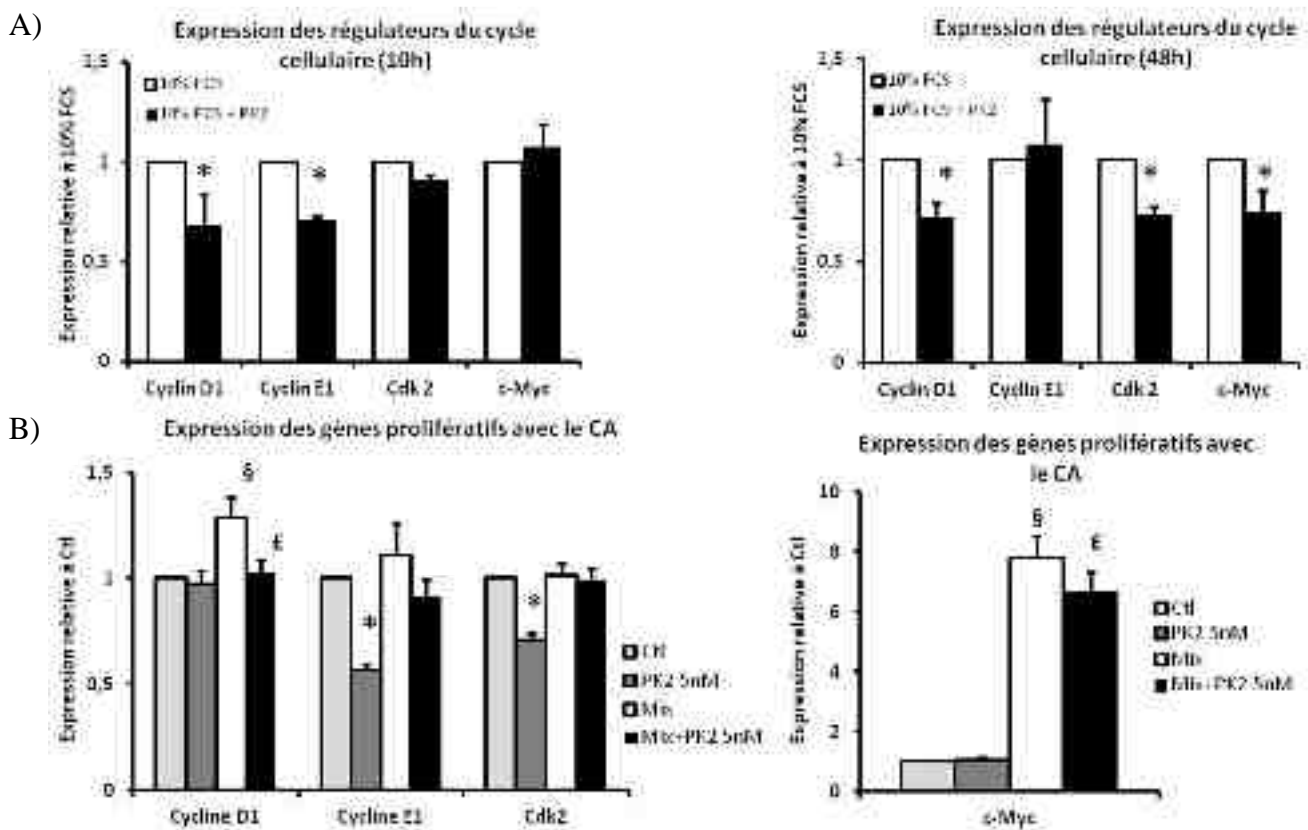 A)
Expression des régulateurs du cycle
cellulaire (10h)
Expression relative à 10% FCS
1,5
1
0,5
0
10% FCS
10% FCS + PK2
*
*
Cyclin D1
Cyclin E1
Cdk 2
c-Myc
Expression des régulateurs du cycle
cellulaire (48h)
Expression relative à 10% FCS
1,5
1
0,5
0
10% FCS
10% FCS + PK2
*
*
*
Cyclin D1
Cyclin E1
Cdk 2
c-Myc
B)
Expression des gènes prolifératifs avec le CA
Expression relative à Ctl
1,5
1
0,5
0
§
£
*
*
Ctl
PK2 5nM
Mix
Mix+PK2 5nM
Cycline D1
Cycline E1
Cdk2
Expression des gènes prolifératifs avec
le CA
Expression relative à Ctl
10
8
6
4
2
0
§
£
Ctl
PK2 5nM
Mix
Mix+PK2 5nM
c-Myc